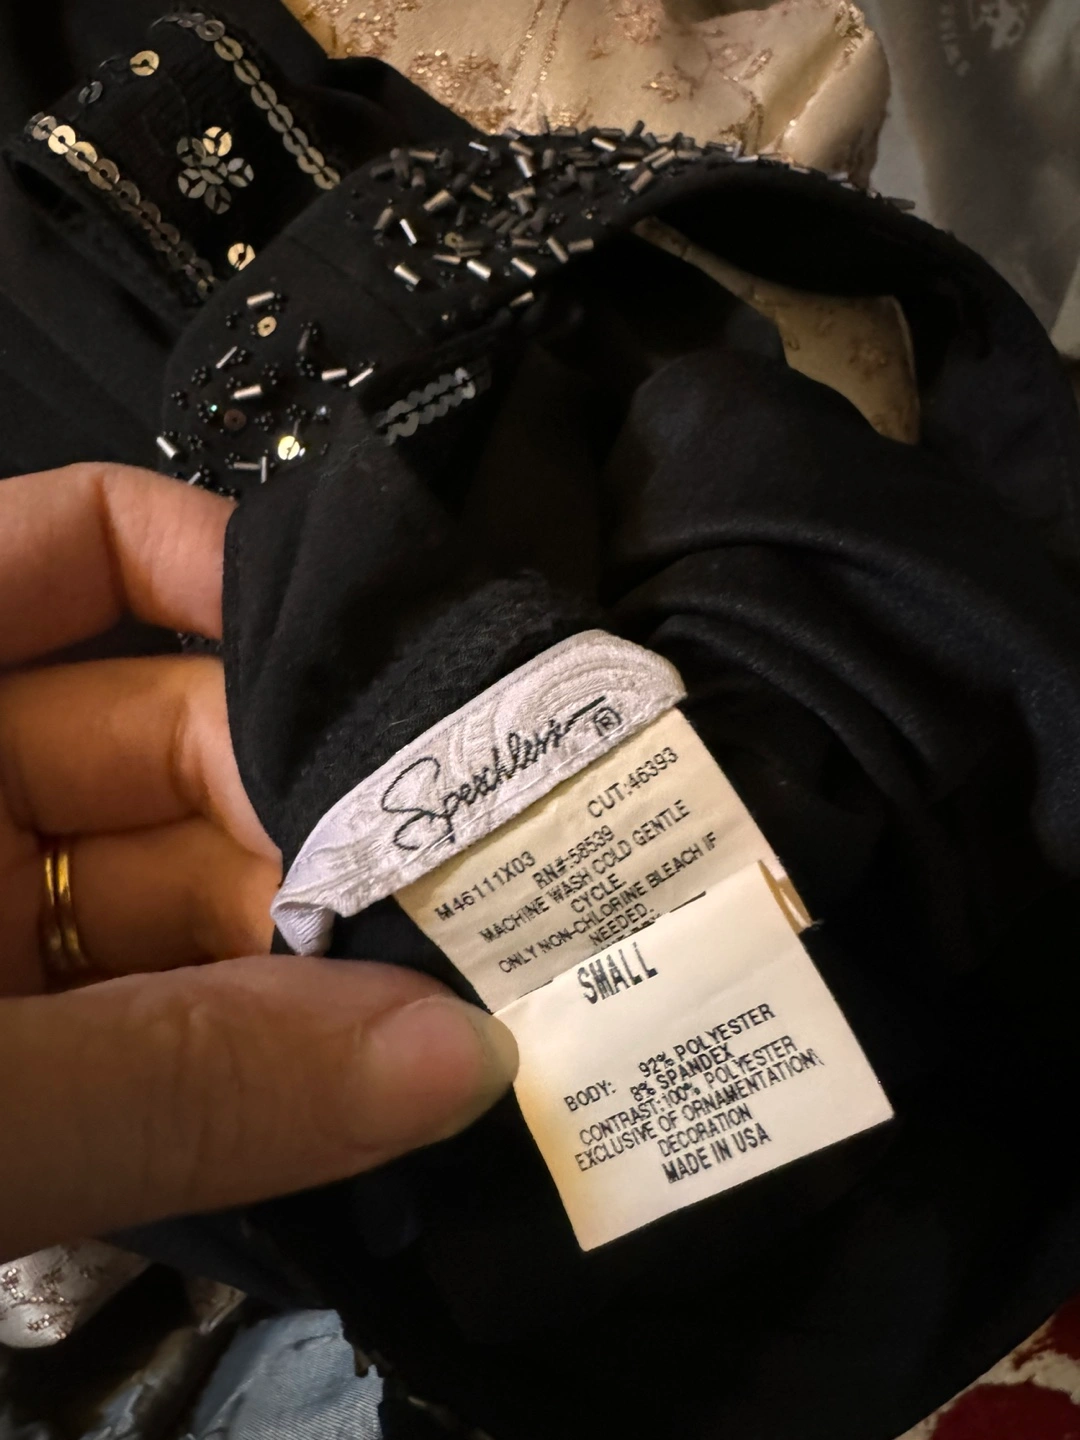 Speechless ®
CUT:46393
M46111X03
RN#:58539
MACHINE WASH COLD GENTLE
CYCLE
ONLY NON-CHLORINE BLEACH IF
NEEDED
SMALL
92% POLYESTER
BODY: 8% SPANDEX
CONTRAST:100% POLYESTER
EXCLUSIVE OF ORNAMENTATION\
DECORATION
MADE IN USA